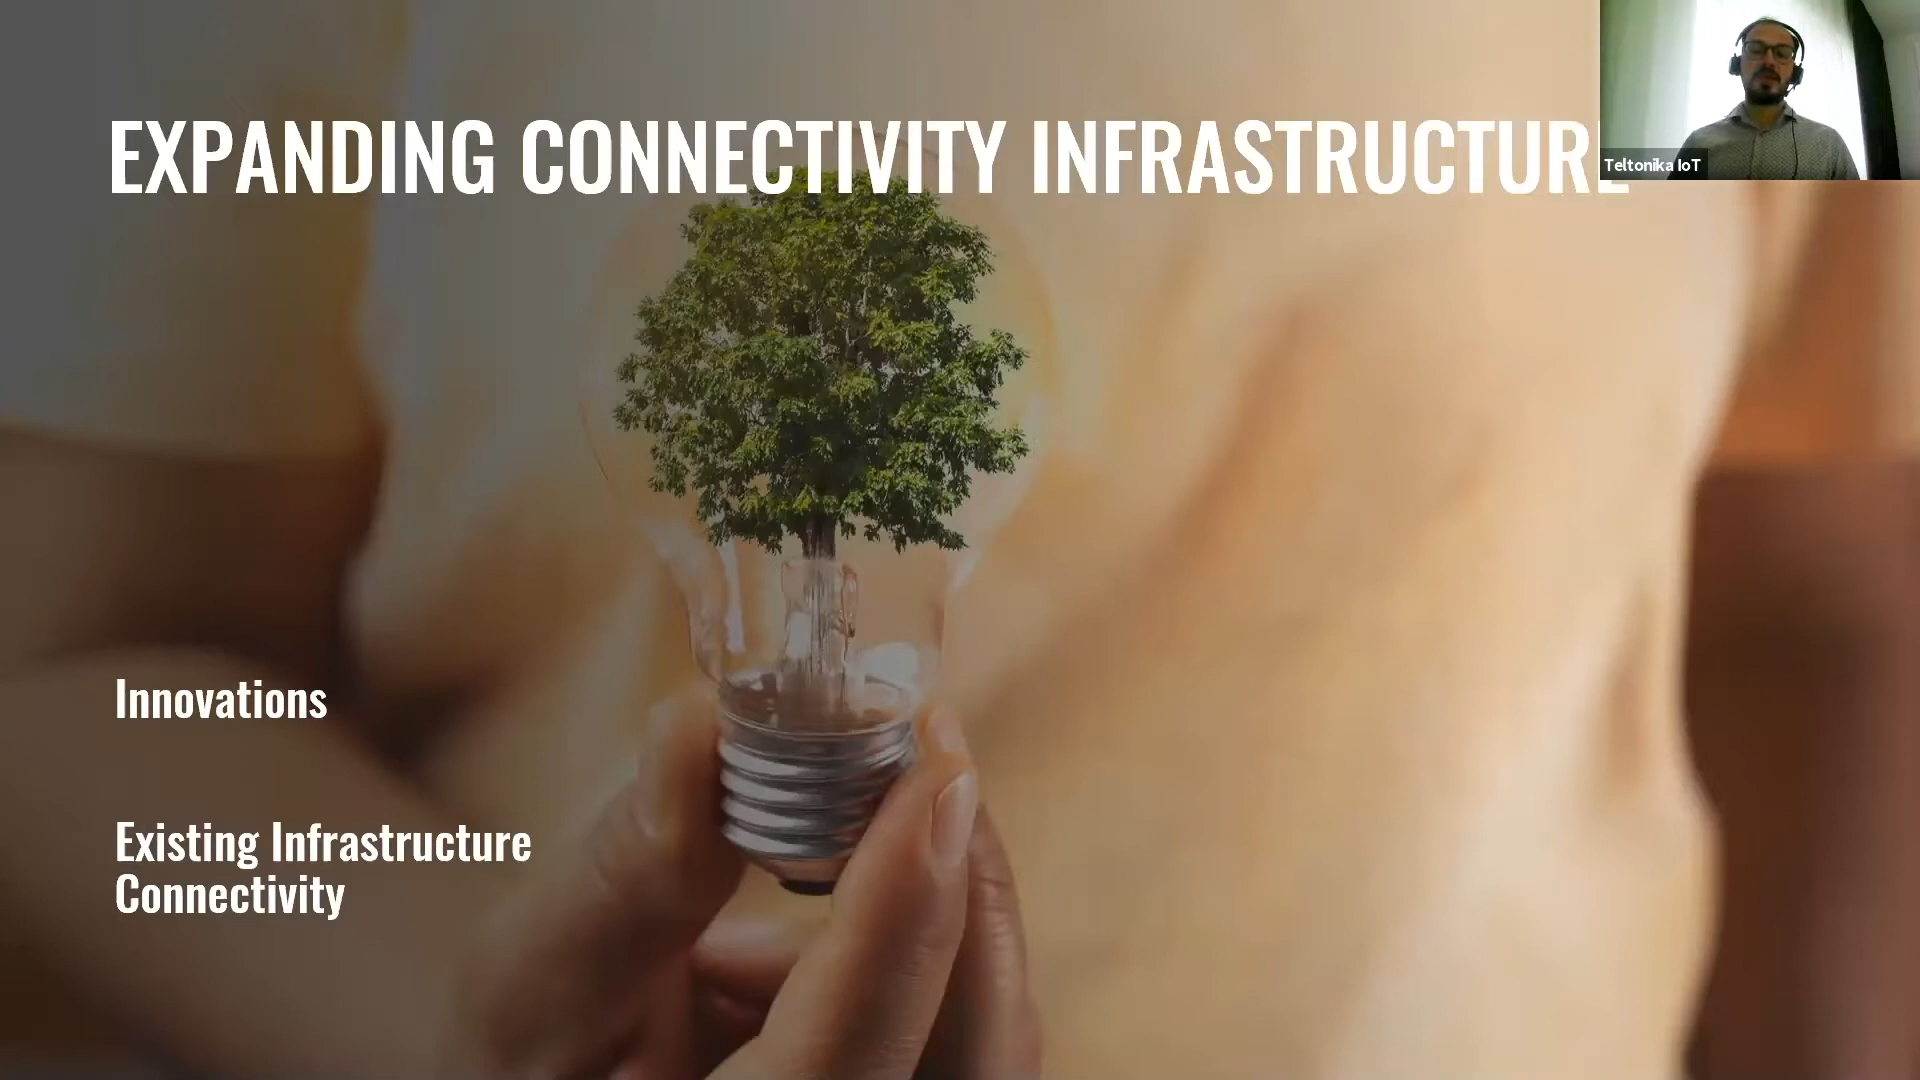 EXPANDING CONNECTIVITY INFRASTRUCTURE
Teltonika IoT
Innovations
Existing Infrastructure
Connectivity